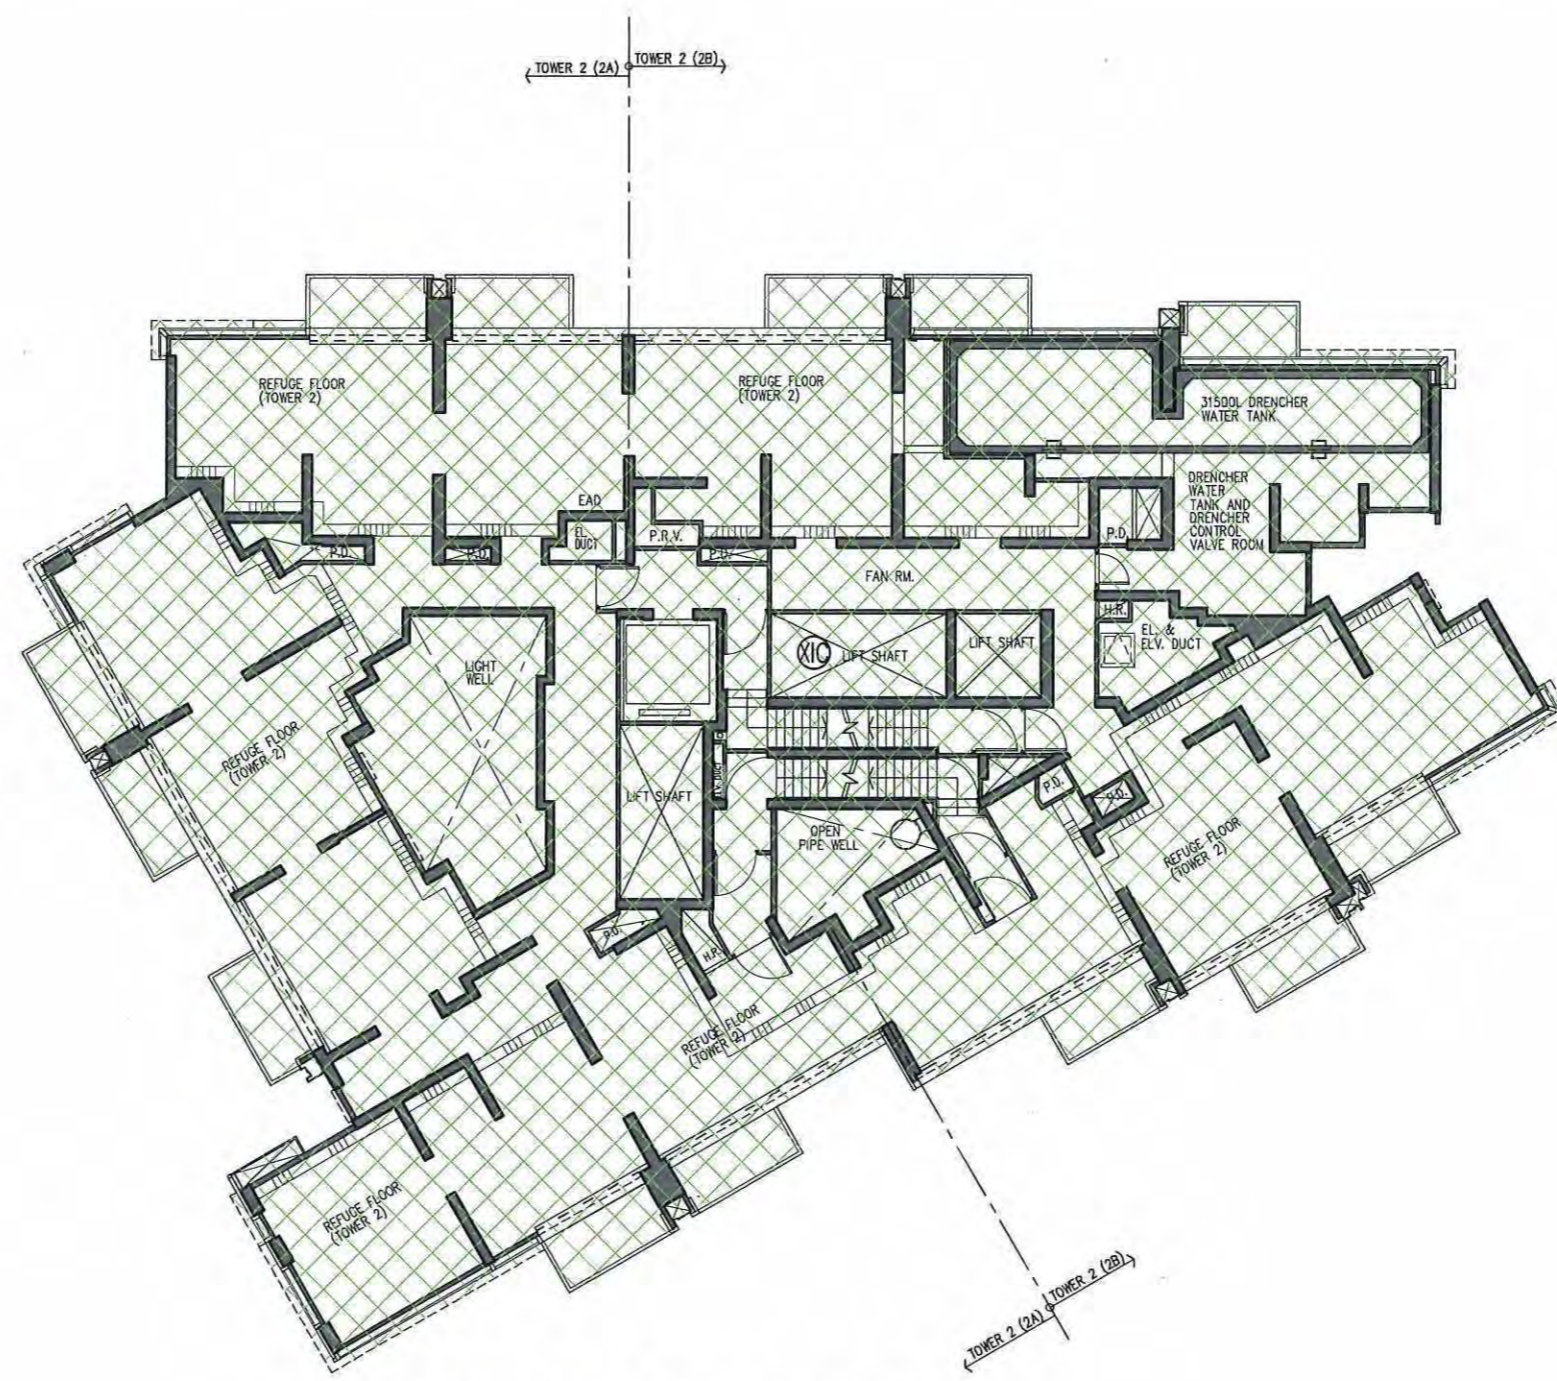 TOWER 2 (2A)
TOWER 2 (2B)
REFUGE FLOOR
(TOWER 2)
REFUGE FLOOR
(TOWER 2)
31500L DRENCHER
WATER TANK
DRENCHER
WATER
TANK AND
DRENCHER
CONTROL
VALVE ROOM
EAD
EL.
DUCT
P.R.V.
P.D.
P.D.
P.D.
P.D.
FAN RM.
H.R.
EL. &
ELV. DUCT
LIGHT
WELL
X10
LIFT SHAFT
LIFT SHAFT
REFUGE FLOOR
(TOWER 2)
LIFT SHAFT
ELV. DUCT
P.D.
P.D.
OPEN
PIPE WELL
REFUGE FLOOR
(TOWER 2)
P.D.
H.R.
REFUGE FLOOR
(TOWER 2)
REFUGE FLOOR
(TOWER 2)
TOWER 2 (2B)
TOWER 2 (2A)